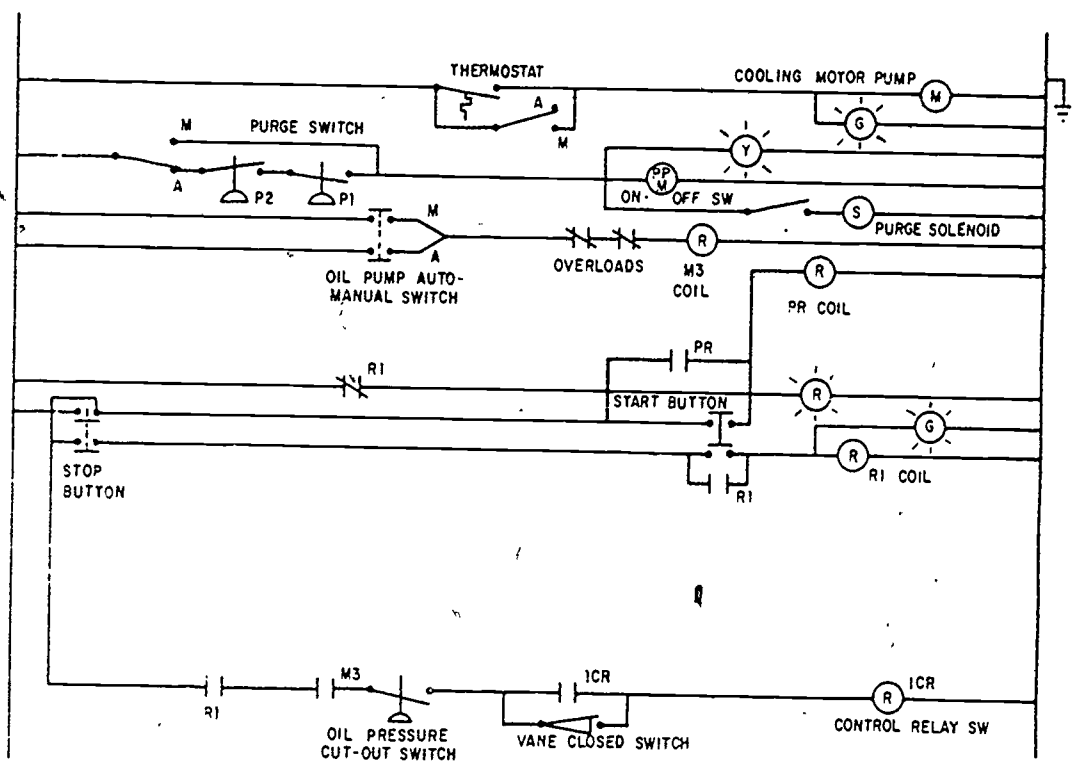 THERMOSTAT
COOLING MOTOR PUMP
M
A
M
G
M
PURGE SWITCH
A
P2
P1
Y
PP
M
ON-OFF SW
S
PURGE SOLENOID
M
A
OIL PUMP AUTO-
MANUAL SWITCH
OVERLOADS
R
M3
COIL
R
PR COIL
PR
R1
R
START BUTTON
G
R
R1 COIL
R1
STOP
BUTTON
R1
M3
OIL PRESSURE
CUT-OUT SWITCH
1CR
VANE CLOSED SWITCH
R
1CR
CONTROL RELAY SW